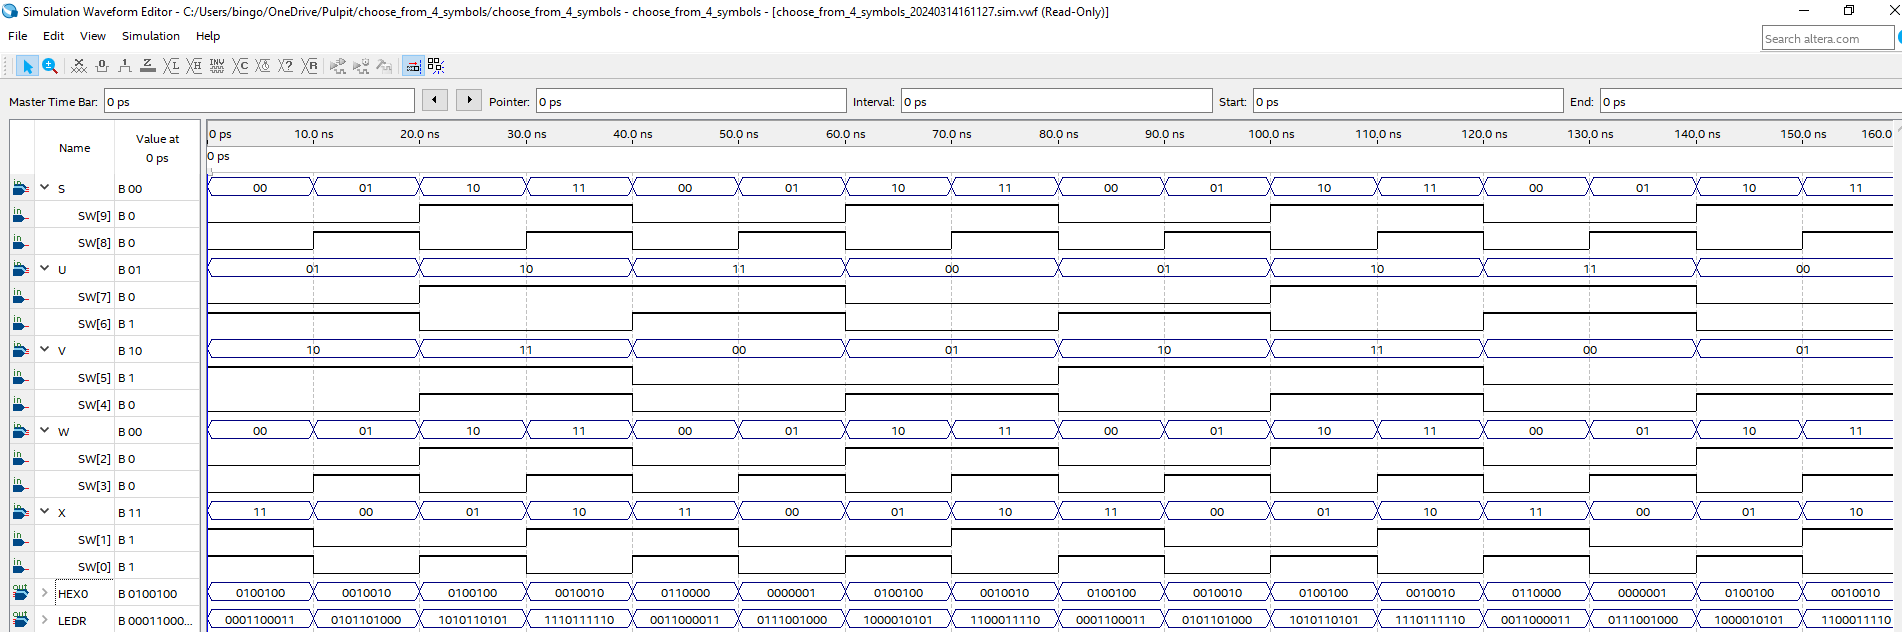 Simulation Waveform Editor - C:/Users/bingo/OneDrive/Pulpit/choose_from_4_symbols/choose_from_4_symbols - choose_from_4_symbols - [choose_from_4_symbols_20240314161127.sim.vwf (Read-Only)]
File Edit View Simulation Help
Search altera.com
Master Time Bar: 0 ps Pointer: 0 ps Interval: 0 ps Start: 0 ps End: 0 ps
Name Value at 0 ps
0 ps 10.0 ns 20.0 ns 30.0 ns 40.0 ns 50.0 ns 60.0 ns 70.0 ns 80.0 ns 90.0 ns 100.0 ns 110.0 ns 120.0 ns 130.0 ns 140.0 ns 150.0 ns 160.0
0 ps
S B 00 00 01 10 11 00 01 10 11 00 01 10 11 00 01 10 11
SW[9] B 0
SW[8] B 0
U B 01 01 10 11 00 01 10 11 00
SW[7] B 0
SW[6] B 1
V B 10 10 11 00 01 10 11 00 01
SW[5] B 1
SW[4] B 0
W B 00 00 01 10 11 00 01 10 11 00 01 10 11 00 01 10 11
SW[2] B 0
SW[3] B 0
X B 11 11 00 01 10 11 00 01 10 11 00 01 10 11 00 01 10
SW[1] B 1
SW[0] B 1
HEX0 B 0100100 0100100 0010010 0100100 0010010 0110000 0000001 0100100 0010010 0100100 0010010 0100100 0010010 0110000 0000001 0100100 0010010
LEDR B 00011000... 0001100011 0101101000 1010110101 1110111110 0011000011 0111001000 1000010101 1100011110 0001100011 0101101000 1010110101 1110111110 0011000011 0111001000 1000010101 1100011110